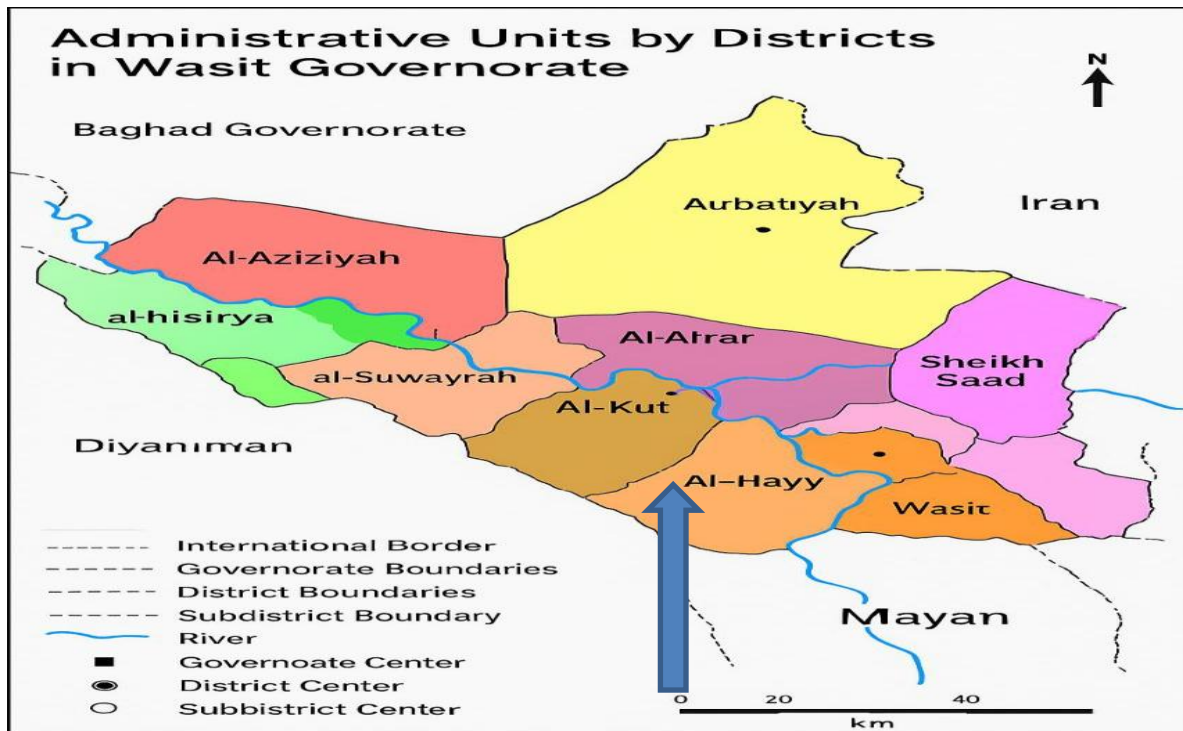 Administrative Units by Districts
in Wasit Governorate
N
Baghad Governorate
Iran
Aurbatıyah
Al-Aziziyah
al-hisirya
Al-Atrar
Sheikh
Saad
al-Suwayrah
Al-Kut
Diyanıman
Al-Hayy
Wasit
Mayan
International Border
Governorate Boundaries
District Boundaries
Subdistrict Boundary
River
Governoate Center
District Center
Subbistrict Center
0 20 40
km